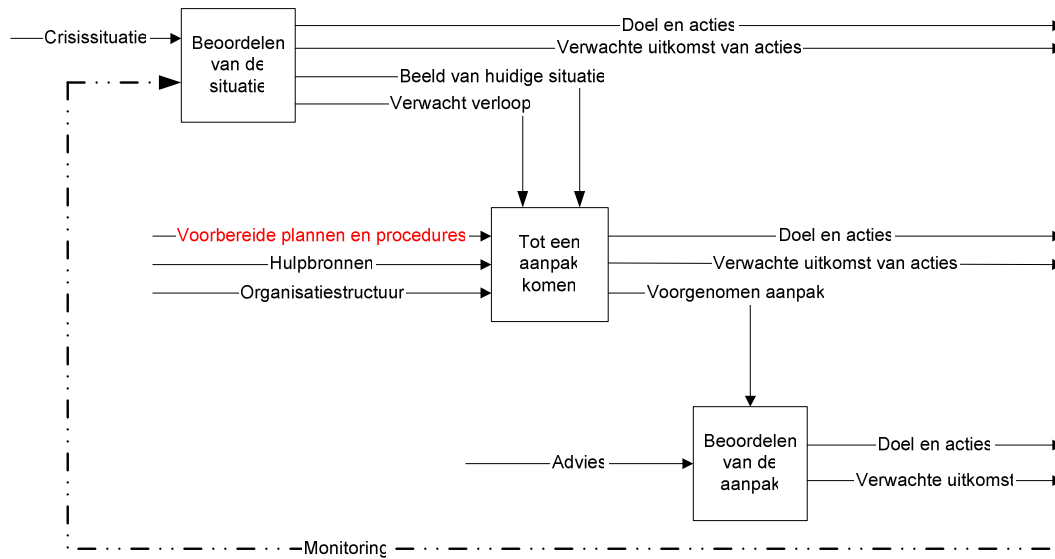 Crisissituatie
Beoordelen
van de
situatie
Doel en acties
Verwachte uitkomst van acties
Beeld van huidige situatie
Verwacht verloop
Voorbereide plannen en procedures
Hulpbronnen
Organisatiestructuur
Tot een
aanpak
komen
Doel en acties
Verwachte uitkomst van acties
Voorgenomen aanpak
Advies
Beoordelen
van de
aanpak
Doel en acties
Verwachte uitkomst
Monitoring